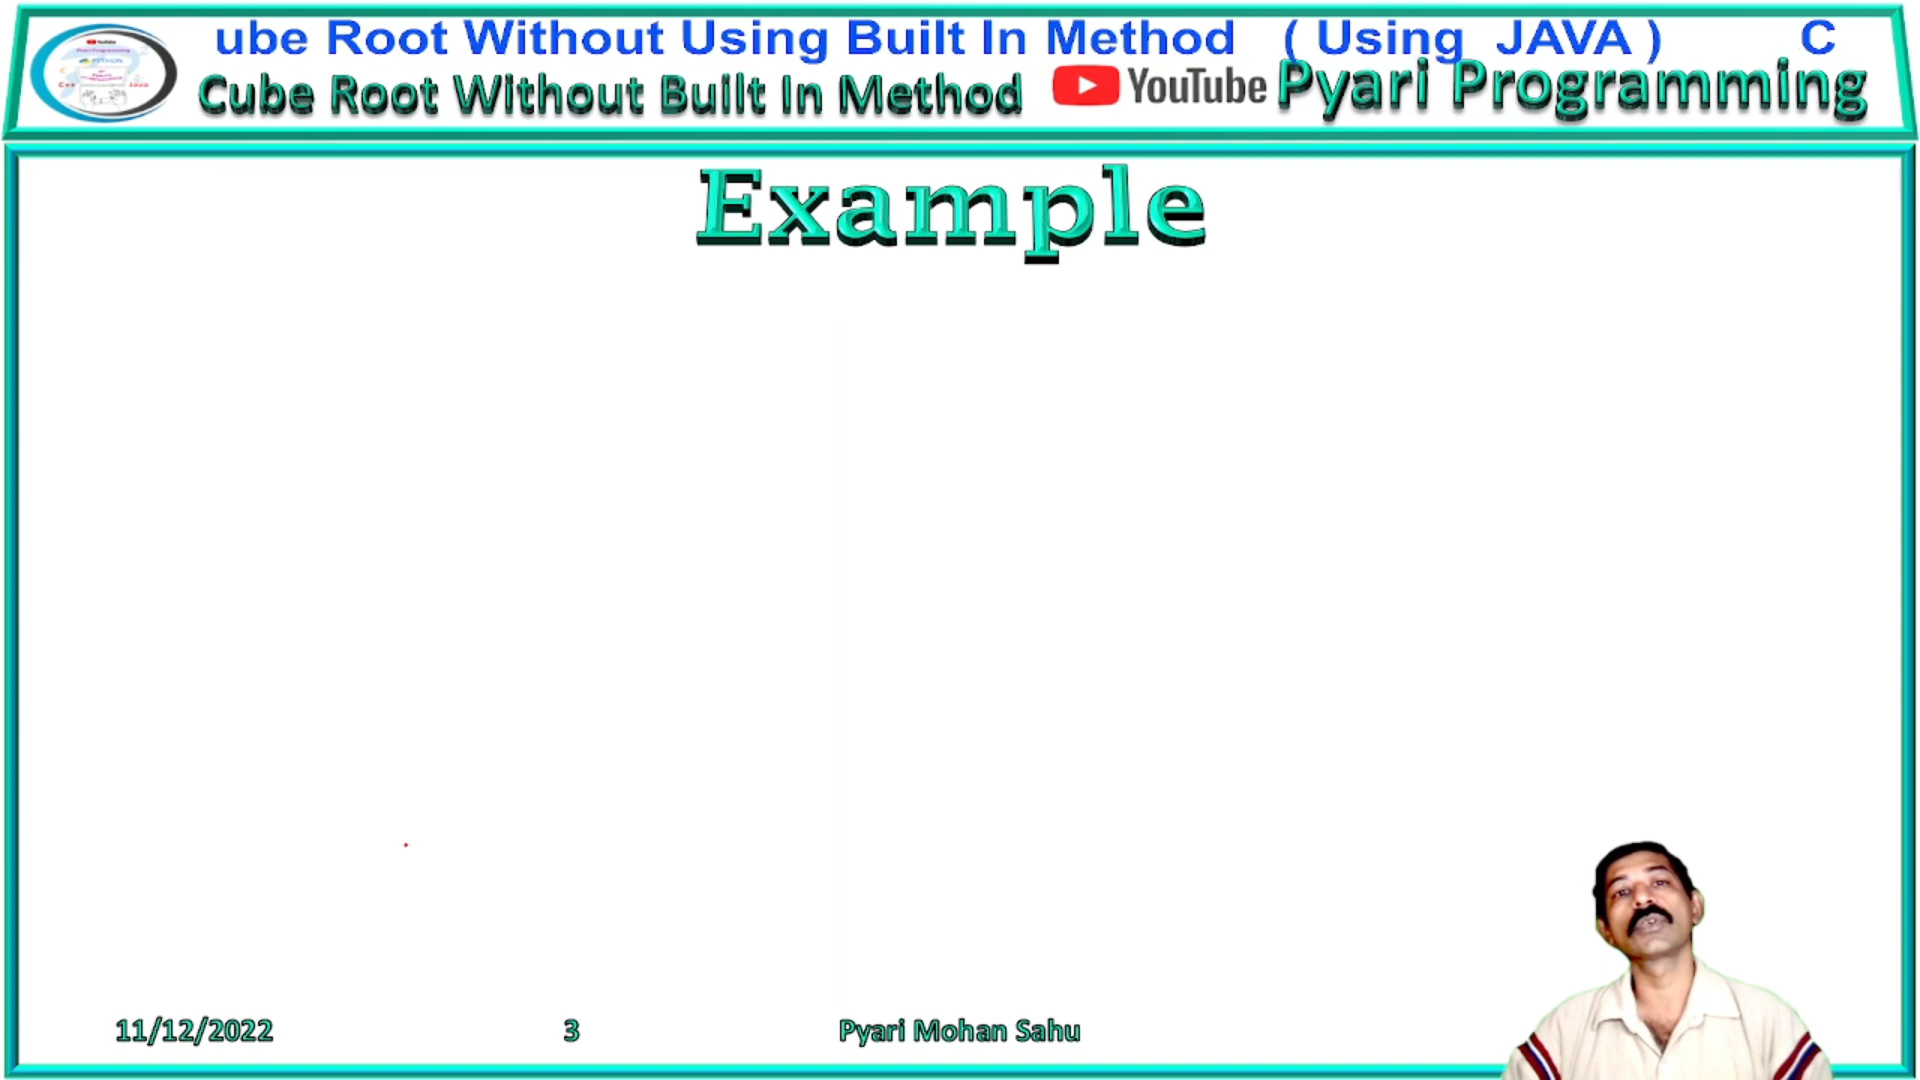 ube Root Without Using Built In Method ( Using JAVA ) C
Cube Root Without Built In Method YouTube Pyari Programming
Example
11/12/2022 3 Pyari Mohan Sahu